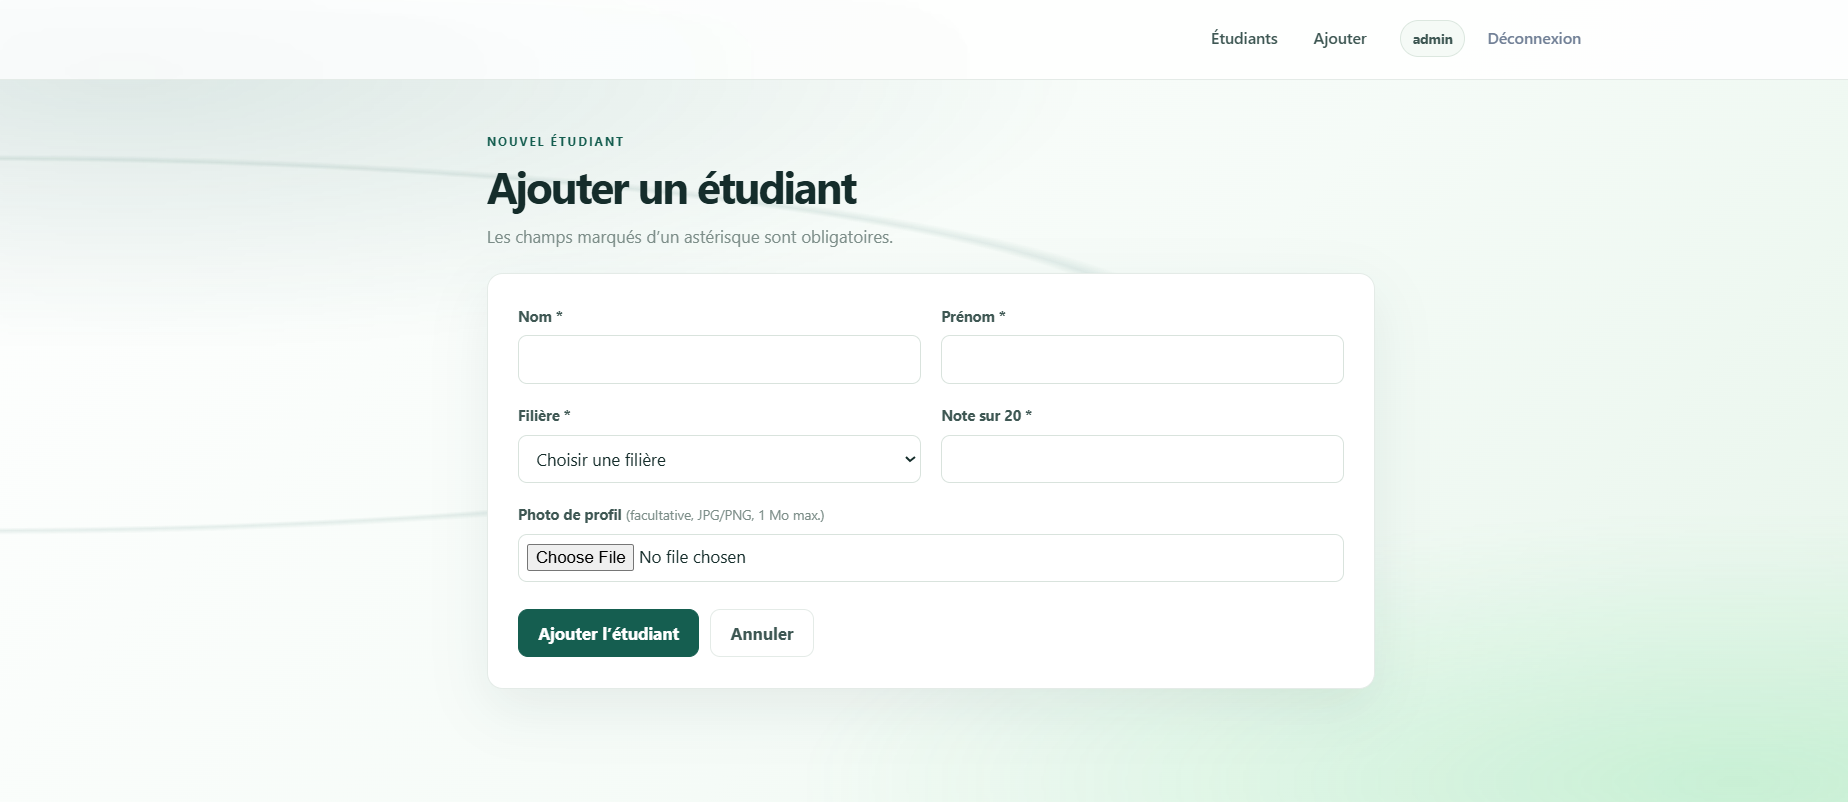 Étudiants Ajouter admin Déconnexion
NOUVEL ÉTUDIANT
Ajouter un étudiant
Les champs marqués d’un astérisque sont obligatoires.
Nom * Prénom *
Filière * Note sur 20 *
Choisir une filière
Photo de profil (facultative, JPG/PNG, 1 Mo max.)
Choose File No file chosen
Ajouter l’étudiant Annuler